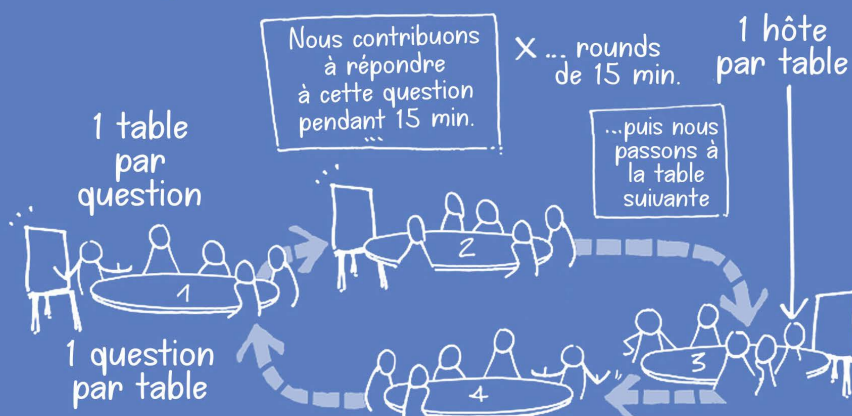 Nous contribuons
à répondre
à cette question
pendant 15 min.
...
X ... rounds
de 15 min.
1 hôte
par table
1 table
par
question
...puis nous
passons à
la table
suivante
1
2
3
4
1 question
par table